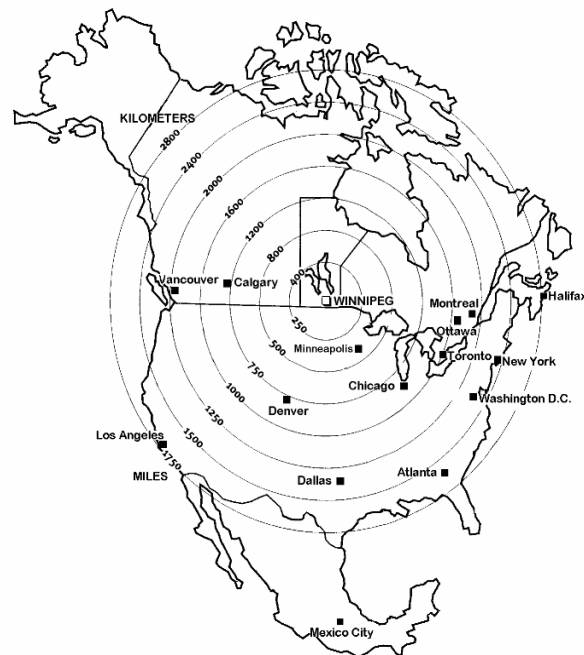 KILOMETERS
2800
2400
2000
1600
1200
800
400
Vancouver
Calgary
WINNIPEG
Halifax
Montreal
Ottawa
250
Minneapolis
500
Toronto
New York
750
Chicago
1000
Denver
Washington D.C.
1250
Los Angeles
1500
1750
MILES
Dallas
Atlanta
Mexico City